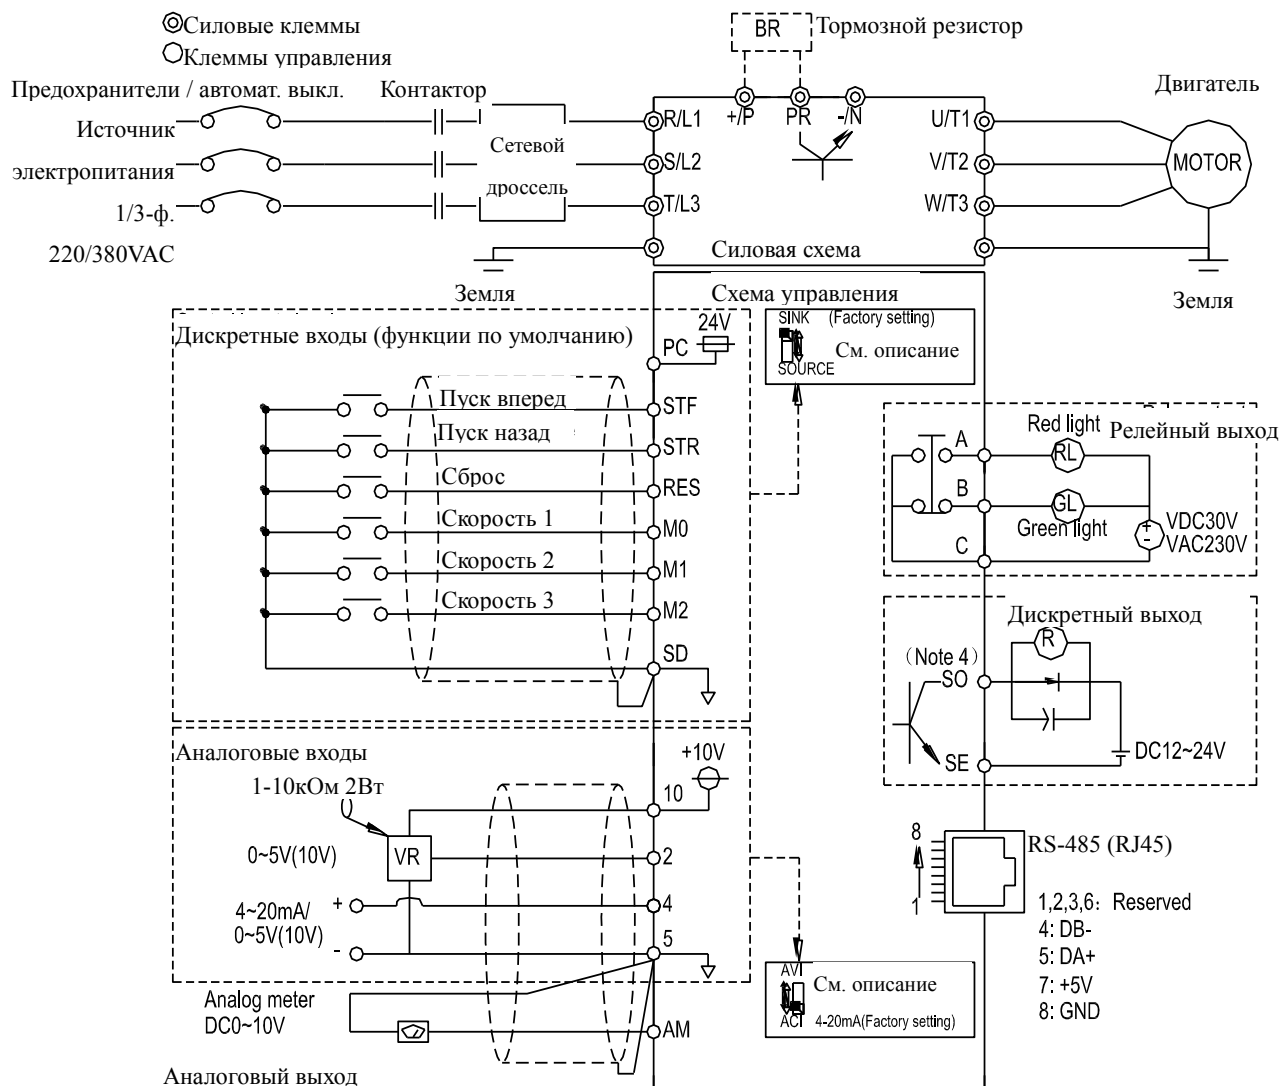 Силовые клеммы
Клеммы управления
BR
Тормозной резистор
Предохранители / автомат. выкл.
Контактор
Двигатель
Источник
электропитания
1/3-ф.
220/380VAC
Сетевой
дроссель
R/L1
S/L2
T/L3
+/P
PR
-/N
U/T1
V/T2
W/T3
MOTOR
Силовая схема
Земля
Земля
Схема управления
Дискретные входы (функции по умолчанию)
24V
PC
SINK
(Factory setting)
См. описание
SOURCE
Пуск вперед
STF
Пуск назад
STR
Сброс
RES
Скорость 1
M0
Скорость 2
M1
Скорость 3
M2
SD
Red light
Релейный выход
A
RL
B
GL
Green light
C
+
-
VDC30V
VAC230V
Дискретный выход
R
(Note 4)
SO
SE
DC12~24V
Аналоговые входы
+10V
1-10кОм 2Вт
10
0~5V(10V)
VR
2
4~20mA/
0~5V(10V)
+
4
-
5
8
1
RS-485 (RJ45)
1,2,3,6: Reserved
4: DB-
5: DA+
7: +5V
8: GND
AVI
См. описание
ACI
4-20mA(Factory setting)
Analog meter
DC0~10V
AM
Аналоговый выход